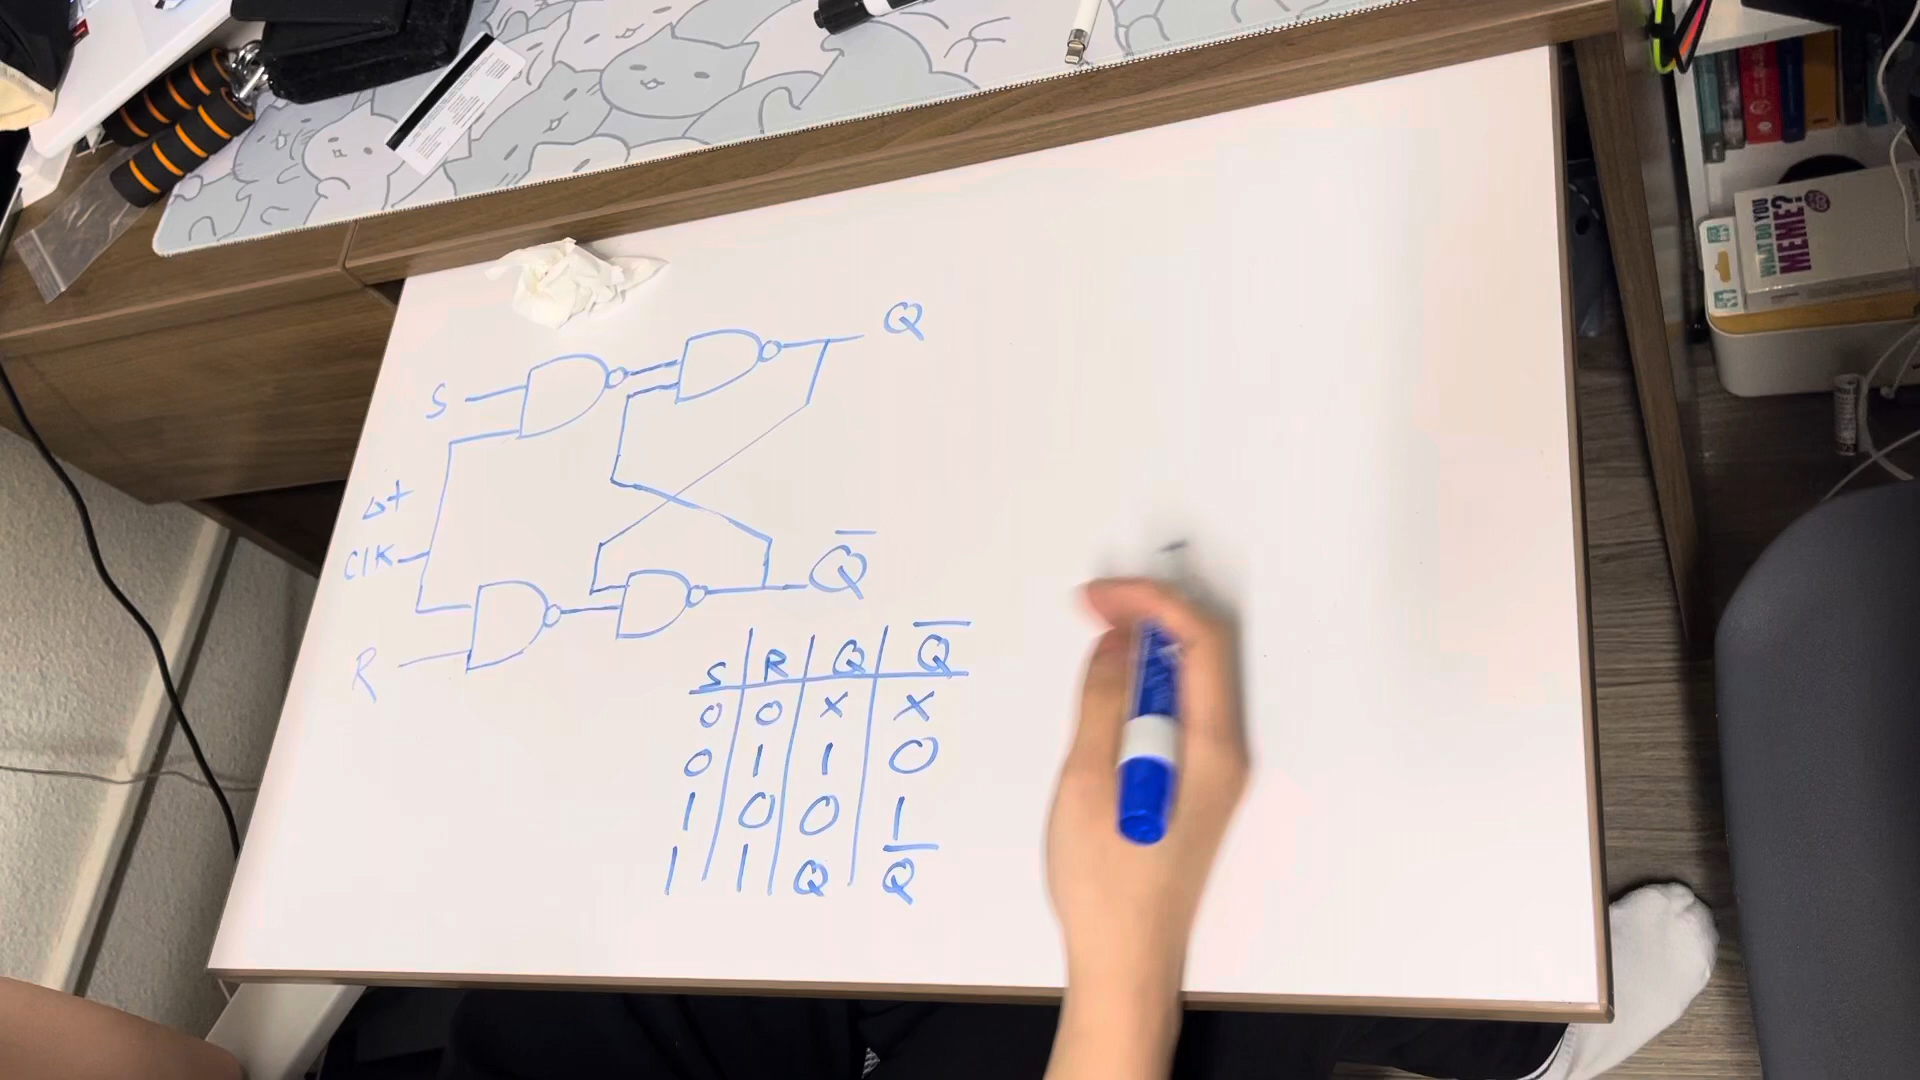 WHAT DO YOU
MEME?
Q
S
Δt
ClK
Q̅
R
S R Q Q̅
0 0 X X
0 1 1 0
1 0 0 1
1 1 Q Q̅